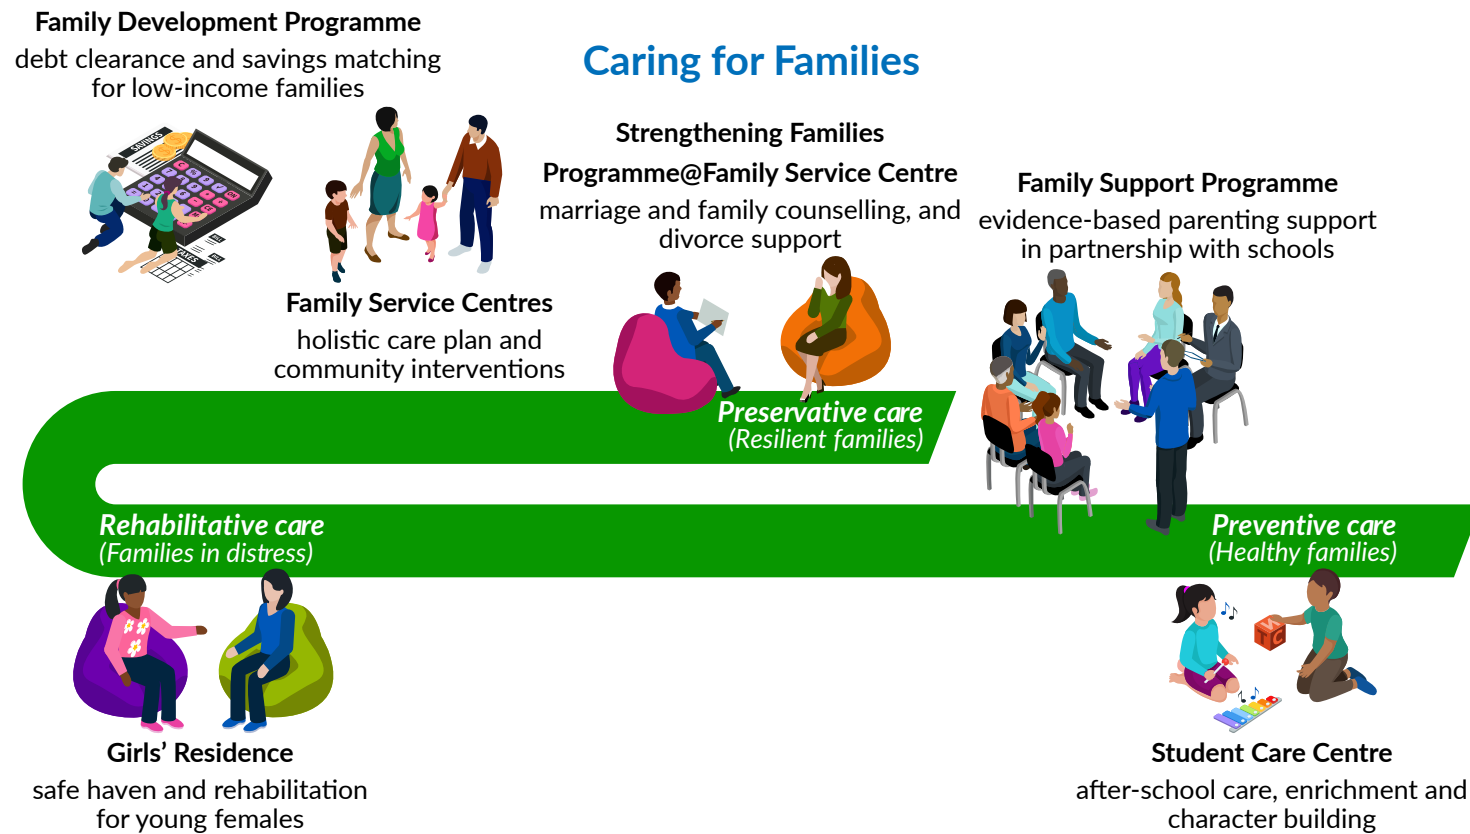 Family Development Programme
debt clearance and savings matching
for low-income families
Caring for Families
SAVINGS
TAXES
Strengthening Families
Programme@Family Service Centre
marriage and family counselling, and
divorce support
Family Support Programme
evidence-based parenting support
in partnership with schools
Family Service Centres
holistic care plan and
community interventions
Preservative care
(Resilient families)
Rehabilitative care
(Families in distress)
Preventive care
(Healthy families)
Girls’ Residence
safe haven and rehabilitation
for young females
Student Care Centre
after-school care, enrichment and
character building